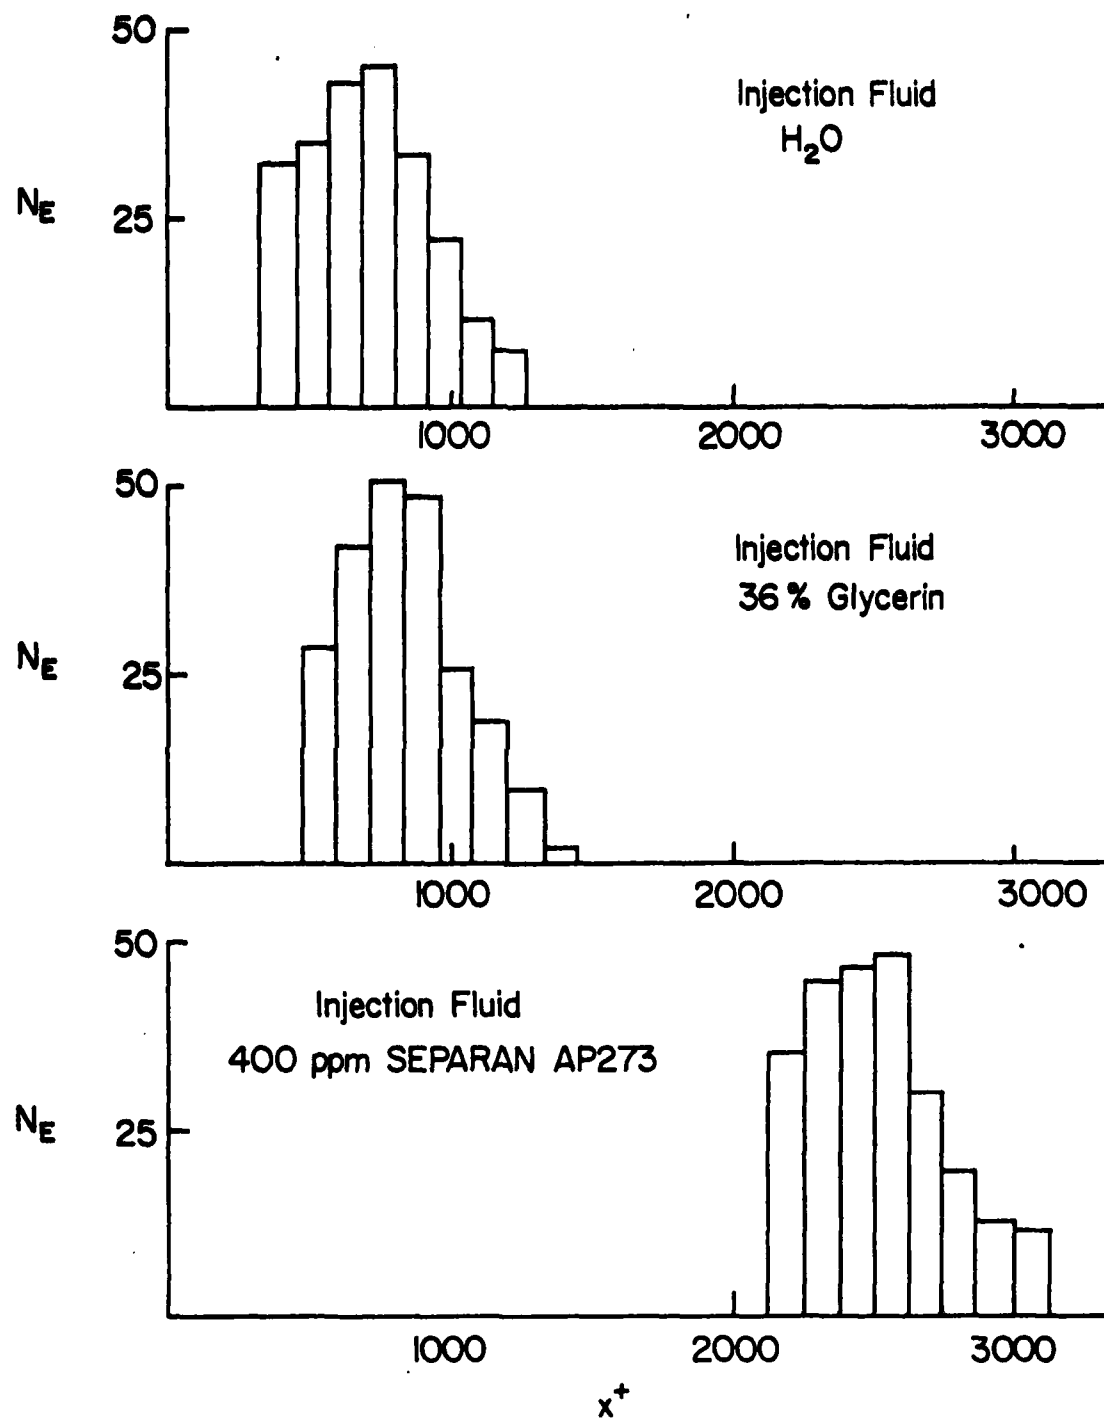 50
Injection Fluid
H₂O
N_E
25
1000 2000 3000
50
Injection Fluid
36% Glycerin
N_E
25
1000 2000 3000
50
Injection Fluid
400 ppm SEPARAN AP273
N_E
25
1000 2000 3000
x⁺